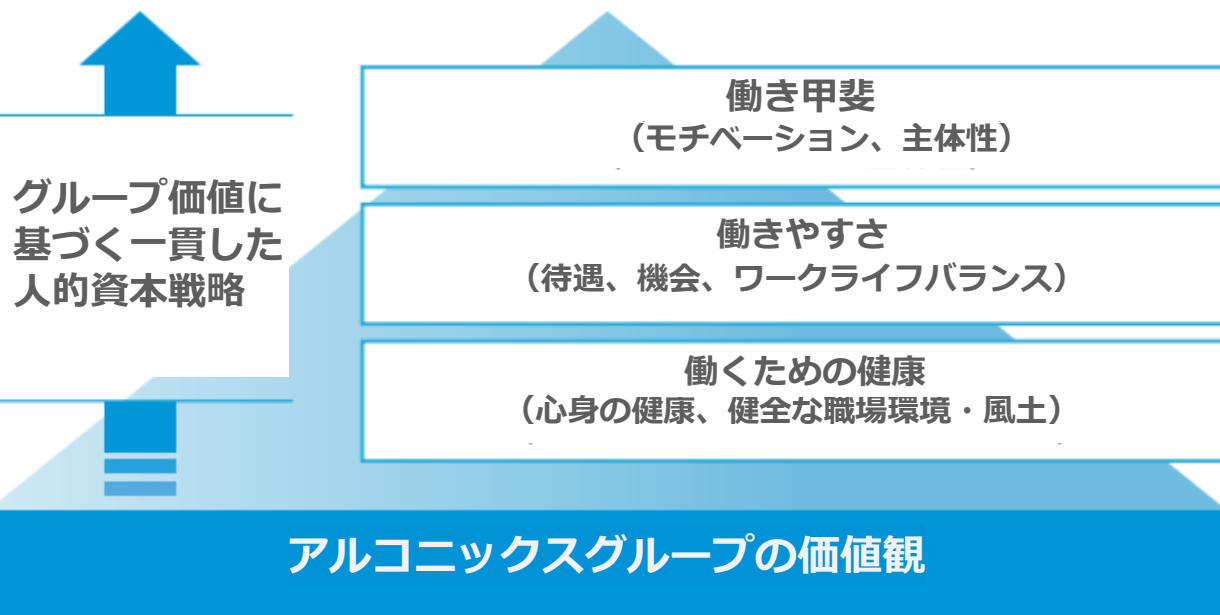 働き甲斐
（モチベーション、主体性）
グループ価値に
基づく一貫した
人的資本戦略
働きやすさ
（待遇、機会、ワークライフバランス）
働くための健康
（心身の健康、健全な職場環境・風土）
アルコニックスグループの価値観